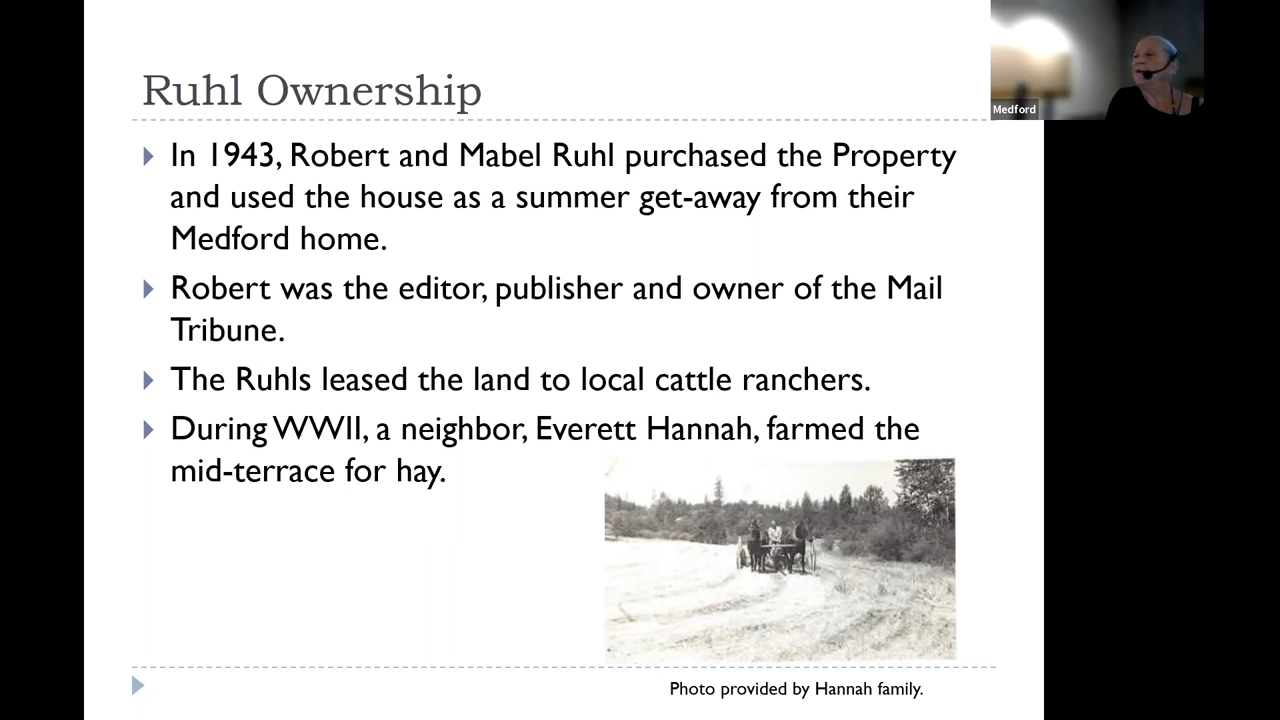 Ruhl Ownership
Medford
In 1943, Robert and Mabel Ruhl purchased the Property
and used the house as a summer get-away from their
Medford home.
Robert was the editor, publisher and owner of the Mail
Tribune.
The Ruhls leased the land to local cattle ranchers.
During WWII, a neighbor, Everett Hannah, farmed the
mid-terrace for hay.
Photo provided by Hannah family.